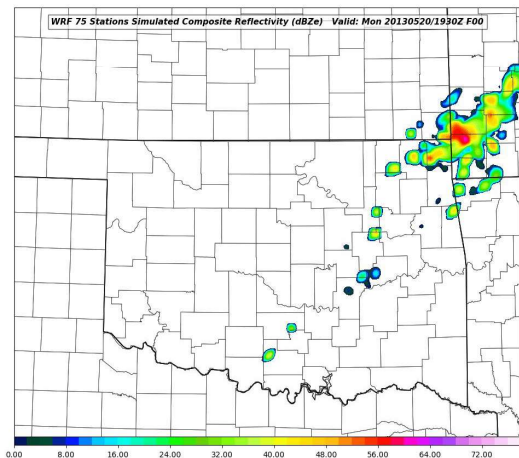 WRF 75 Stations Simulated Composite Reflectivity (dBZe) Valid: Mon 20130520/1930Z F00
0.00 8.00 16.00 24.00 32.00 40.00 48.00 56.00 64.00 72.00